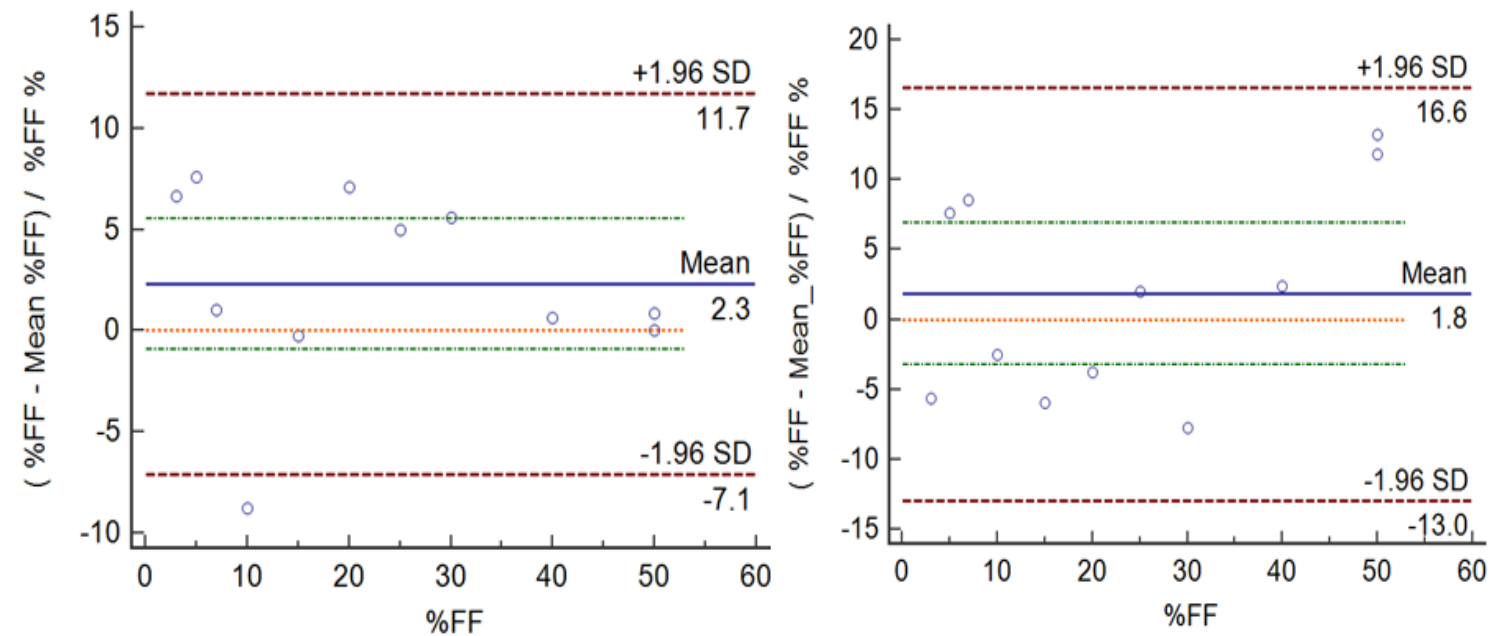 ( %FF - Mean %FF) / %FF %
15
10
5
0
-5
-10
+1.96 SD
11.7
Mean
2.3
-1.96 SD
-7.1
0 10 20 30 40 50 60
%FF
( %FF - Mean_%FF) / %FF %
20
15
10
5
0
-5
-10
-15
+1.96 SD
16.6
Mean
1.8
-1.96 SD
-13.0
0 10 20 30 40 50 60
%FF